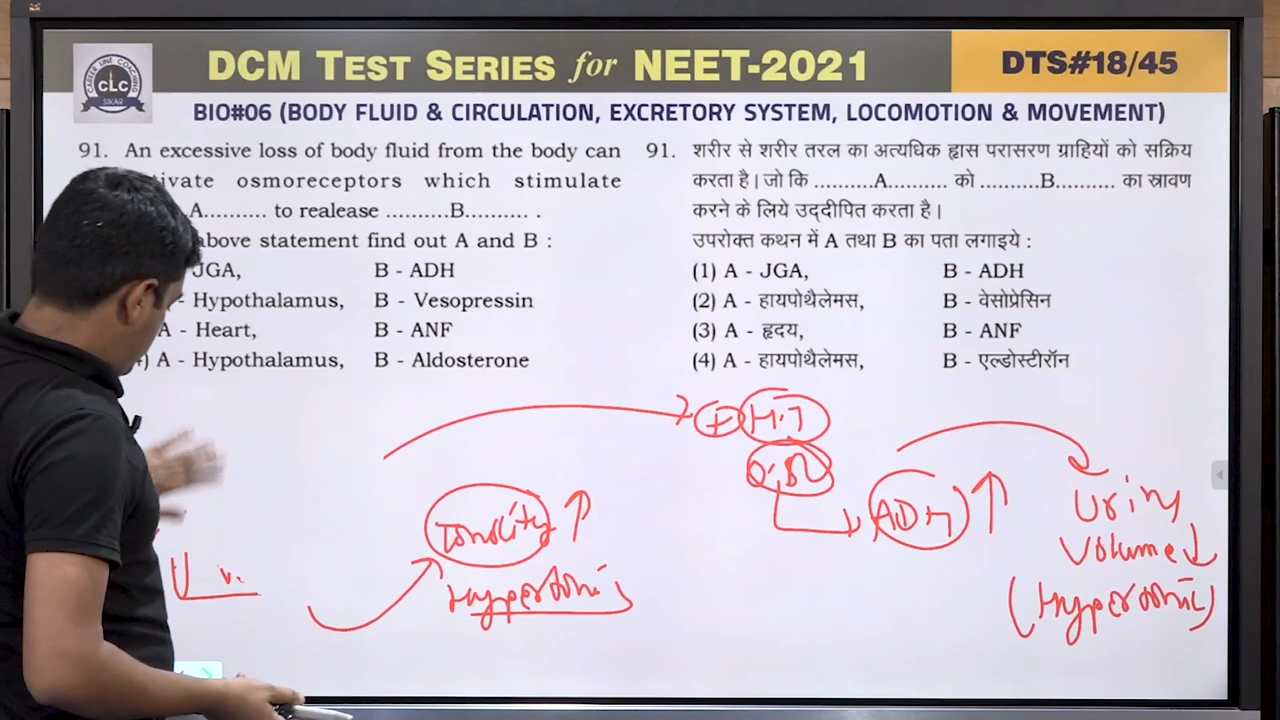 DCM TEST SERIES for NEET-2021
DTS#18/45
CAREER LINE COACHING
CLC
SIKAR
BIO#06 (BODY FLUID & CIRCULATION, EXCRETORY SYSTEM, LOCOMOTION & MOVEMENT)
91. An excessive loss of body fluid from the body can
tivate osmoreceptors which stimulate
A.......... to realease ..........B.......... .
above statement find out A and B :
JGA, B - ADH
- Hypothalamus, B - Vesopressin
A - Heart, B - ANF
) A - Hypothalamus, B - Aldosterone
91. शरीर से शरीर तरल का अत्यधिक ह्रास परासरण ग्राहियों को सक्रिय
करता है। जो कि ..........A.......... को ..........B.......... का स्रावण
करने के लिये उद्दीपित करता है।
उपरोक्त कथन में A तथा B का पता लगाइये :
(1) A - JGA, B - ADH
(2) A - हायपोथैलेमस, B - वेसोप्रेसिन
(3) A - हृदय, B - ANF
(4) A - हायपोथैलेमस, B - एल्डोस्टीरॉन
+ H.T
Tonicity ↑
Hypertonic
ADH ↑
Urine
Volume ↓
(Hypertonic)